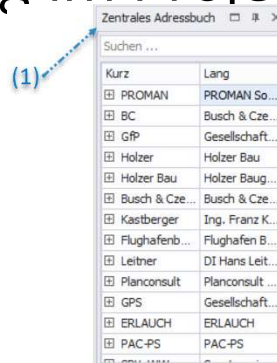 Zentrales Adressbuch
(1)
Suchen ...
Kurz Lang
PROMAN PROMAN So...
BC Busch & Cze...
GfP Gesellschaft...
Holzer Holzer Bau
Holzer Bau Holzer Baug...
Busch & Cze... Busch & Cze...
Kastberger Ing. Franz K...
Flughafenb... Flughafen B...
Leitner DI Hans Leit...
Planconsult Planconsult ...
GPS Gesellschaft...
ERLAUCH ERLAUCH
PAC-PS PAC-PS